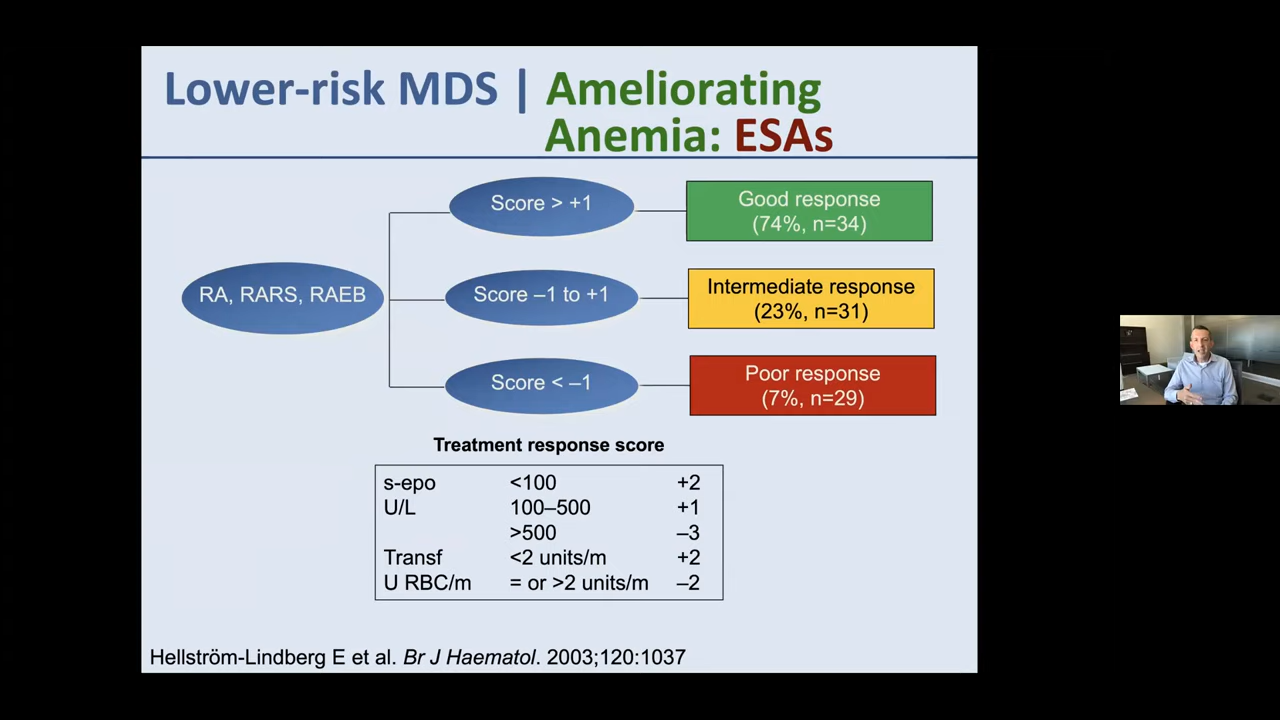 Lower-risk MDS | Ameliorating
Anemia: ESAs
Score > +1
Good response
(74%, n=34)
RA, RARS, RAEB
Score –1 to +1
Intermediate response
(23%, n=31)
Score < –1
Poor response
(7%, n=29)
Treatment response score
s-epo <100 +2
U/L 100–500 +1
>500 –3
Transf <2 units/m +2
U RBC/m = or >2 units/m –2
Hellström-Lindberg E et al. Br J Haematol. 2003;120:1037